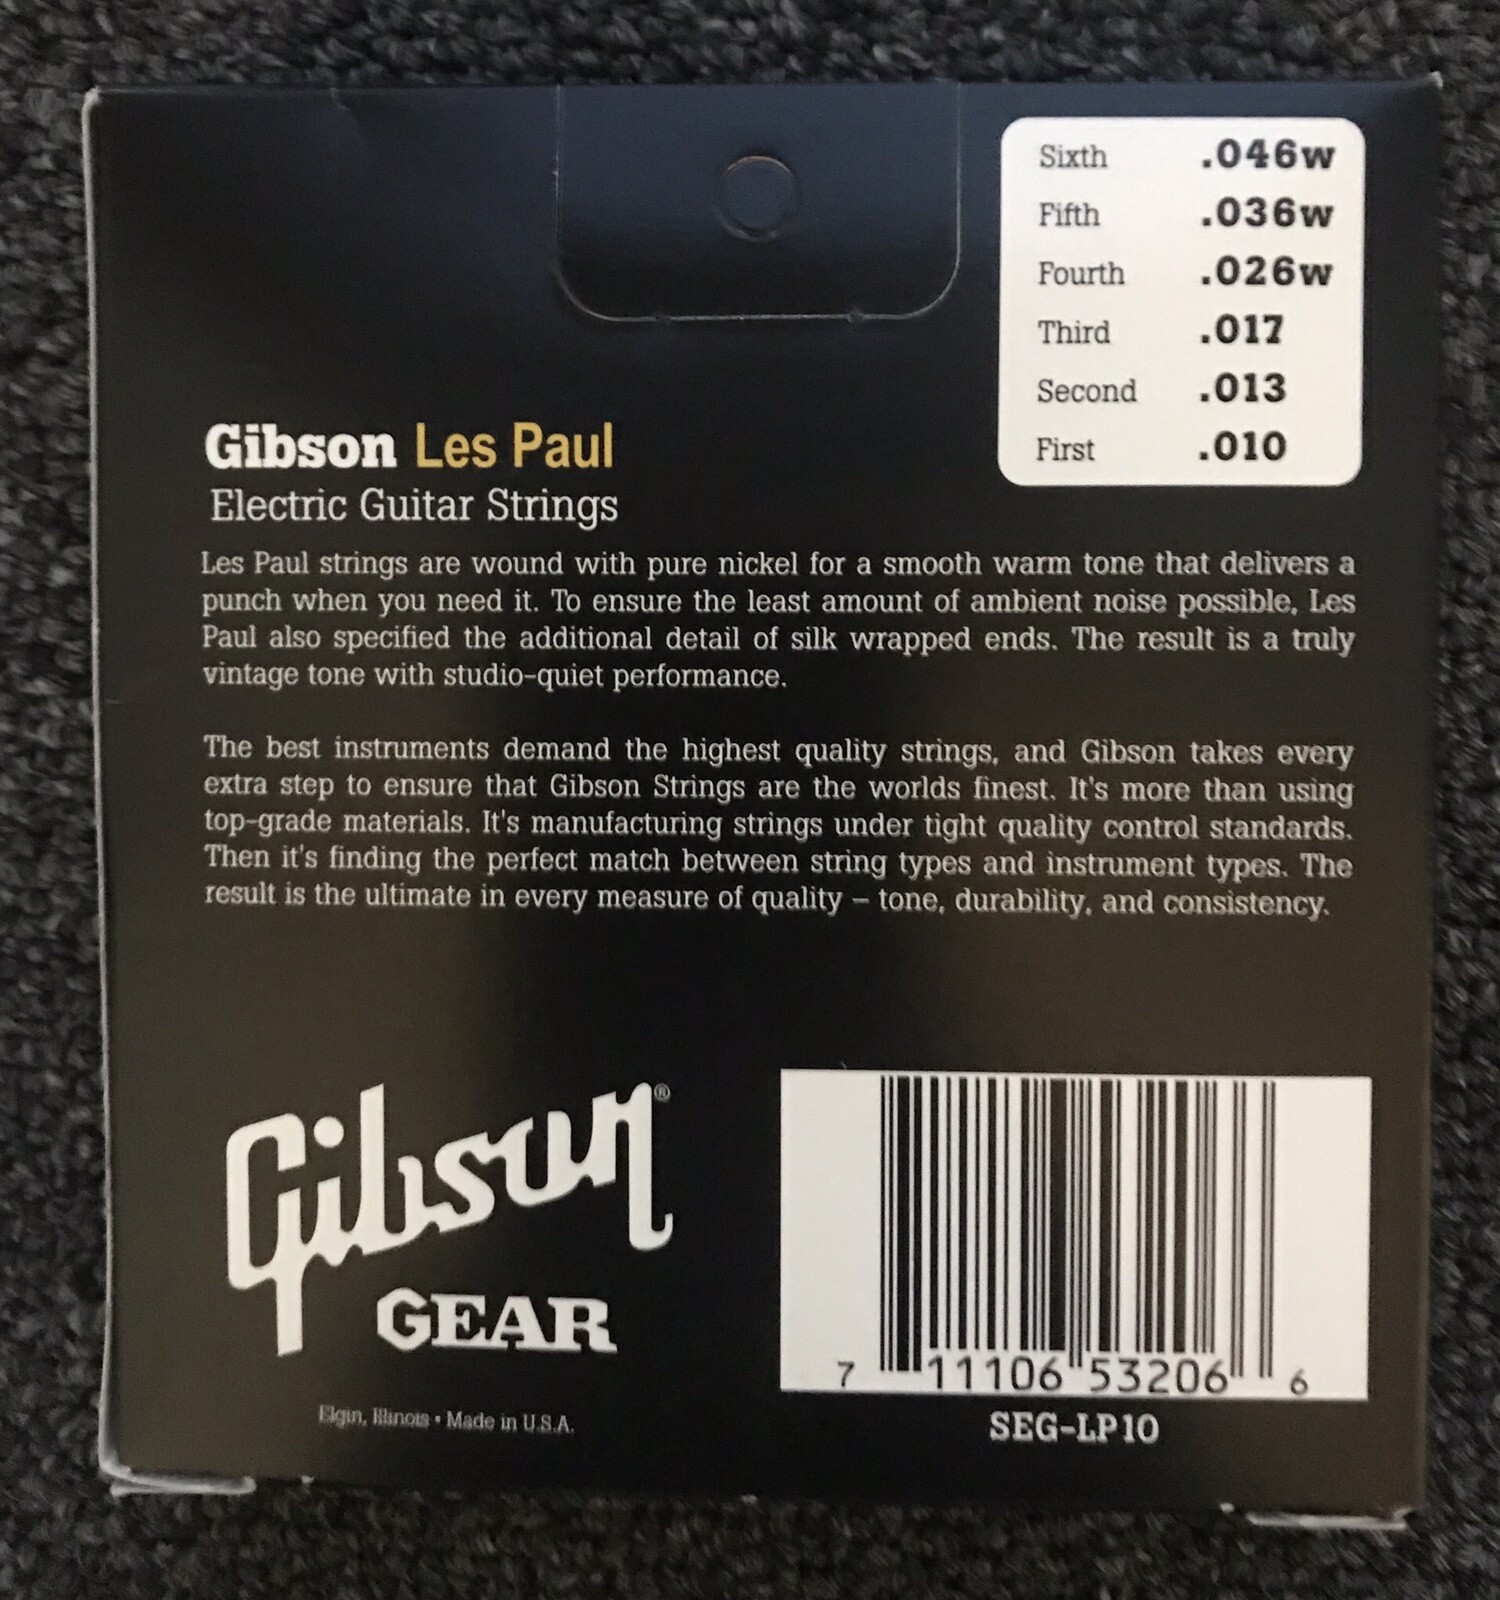 Sixth .046w
Fifth .036w
Fourth .026w
Third .017
Second .013
First .010
Gibson Les Paul
Electric Guitar Strings
Les Paul strings are wound with pure nickel for a smooth warm tone that delivers a
punch when you need it. To ensure the least amount of ambient noise possible, Les
Paul also specified the additional detail of silk wrapped ends. The result is a truly
vintage tone with studio-quiet performance.
The best instruments demand the highest quality strings, and Gibson takes every
extra step to ensure that Gibson Strings are the worlds finest. It's more than using
top-grade materials. It's manufacturing strings under tight quality control standards.
Then it's finding the perfect match between string types and instrument types. The
result is the ultimate in every measure of quality – tone, durability, and consistency.
Gibson®
GEAR
Elgin, Illinois • Made in U.S.A.
7 11106 53206 6
SEG-LP10